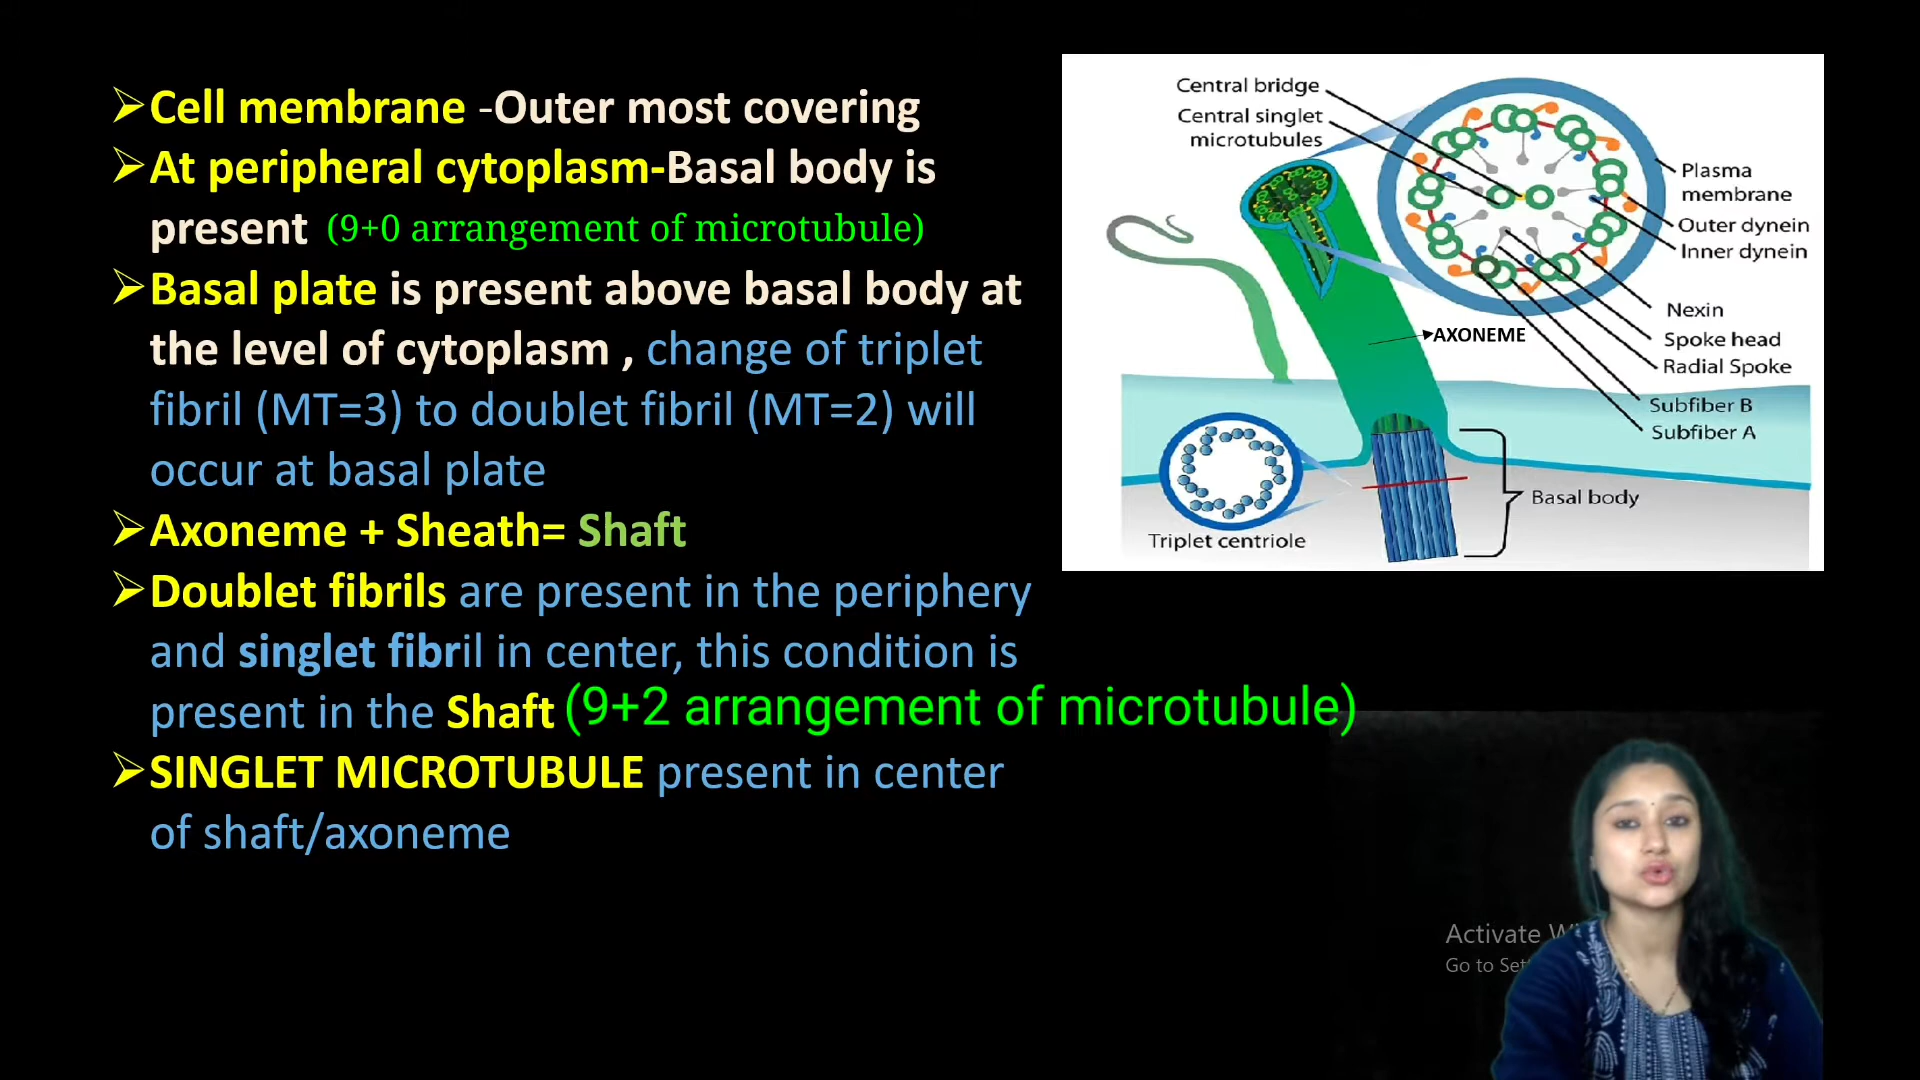 ➢Cell membrane -Outer most covering
➢At peripheral cytoplasm-Basal body is
present (9+0 arrangement of microtubule)
➢Basal plate is present above basal body at
the level of cytoplasm , change of triplet
fibril (MT=3) to doublet fibril (MT=2) will
occur at basal plate
➢Axoneme + Sheath= Shaft
➢Doublet fibrils are present in the periphery
and singlet fibril in center, this condition is
present in the Shaft (9+2 arrangement of microtubule)
➢SINGLET MICROTUBULE present in center
of shaft/axoneme
Central bridge
Central singlet
microtubules
Plasma
membrane
Outer dynein
Inner dynein
Nexin
Spoke head
Radial Spoke
Subfiber B
Subfiber A
AXONEME
Basal body
Triplet centriole
Activate
Go to